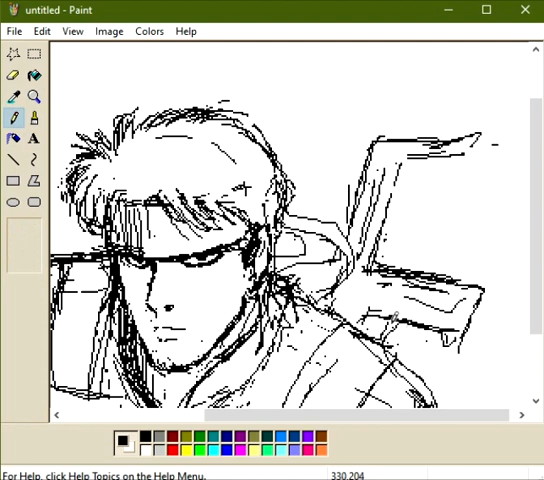 untitled - Paint
File Edit View Image Colors Help
A
For Help, click Help Topics on the Help Menu.
330,204